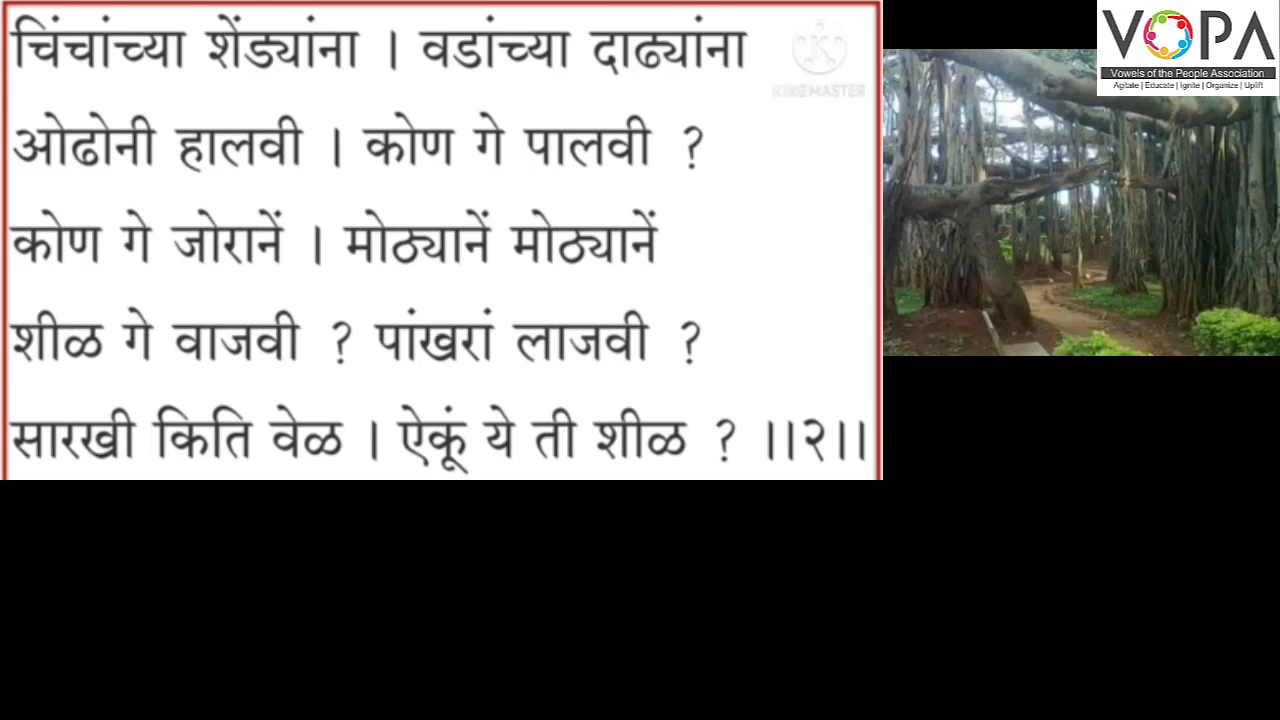 चिंचांच्या शेंड्यांना । वडांच्या दाढ्यांना
ओढोनी हालवी । कोण गे पालवी ?
कोण गे जोरानें । मोठ्यानें मोठ्यानें
शीळ गे वाजवी ? पांखरां लाजवी ?
सारखी किति वेळ । ऐकूं ये ती शीळ ? ।।२।।
KINEMASTER
VOPA
Vowels of the People Association
Agitate | Educate | Ignite | Organize | Uplift